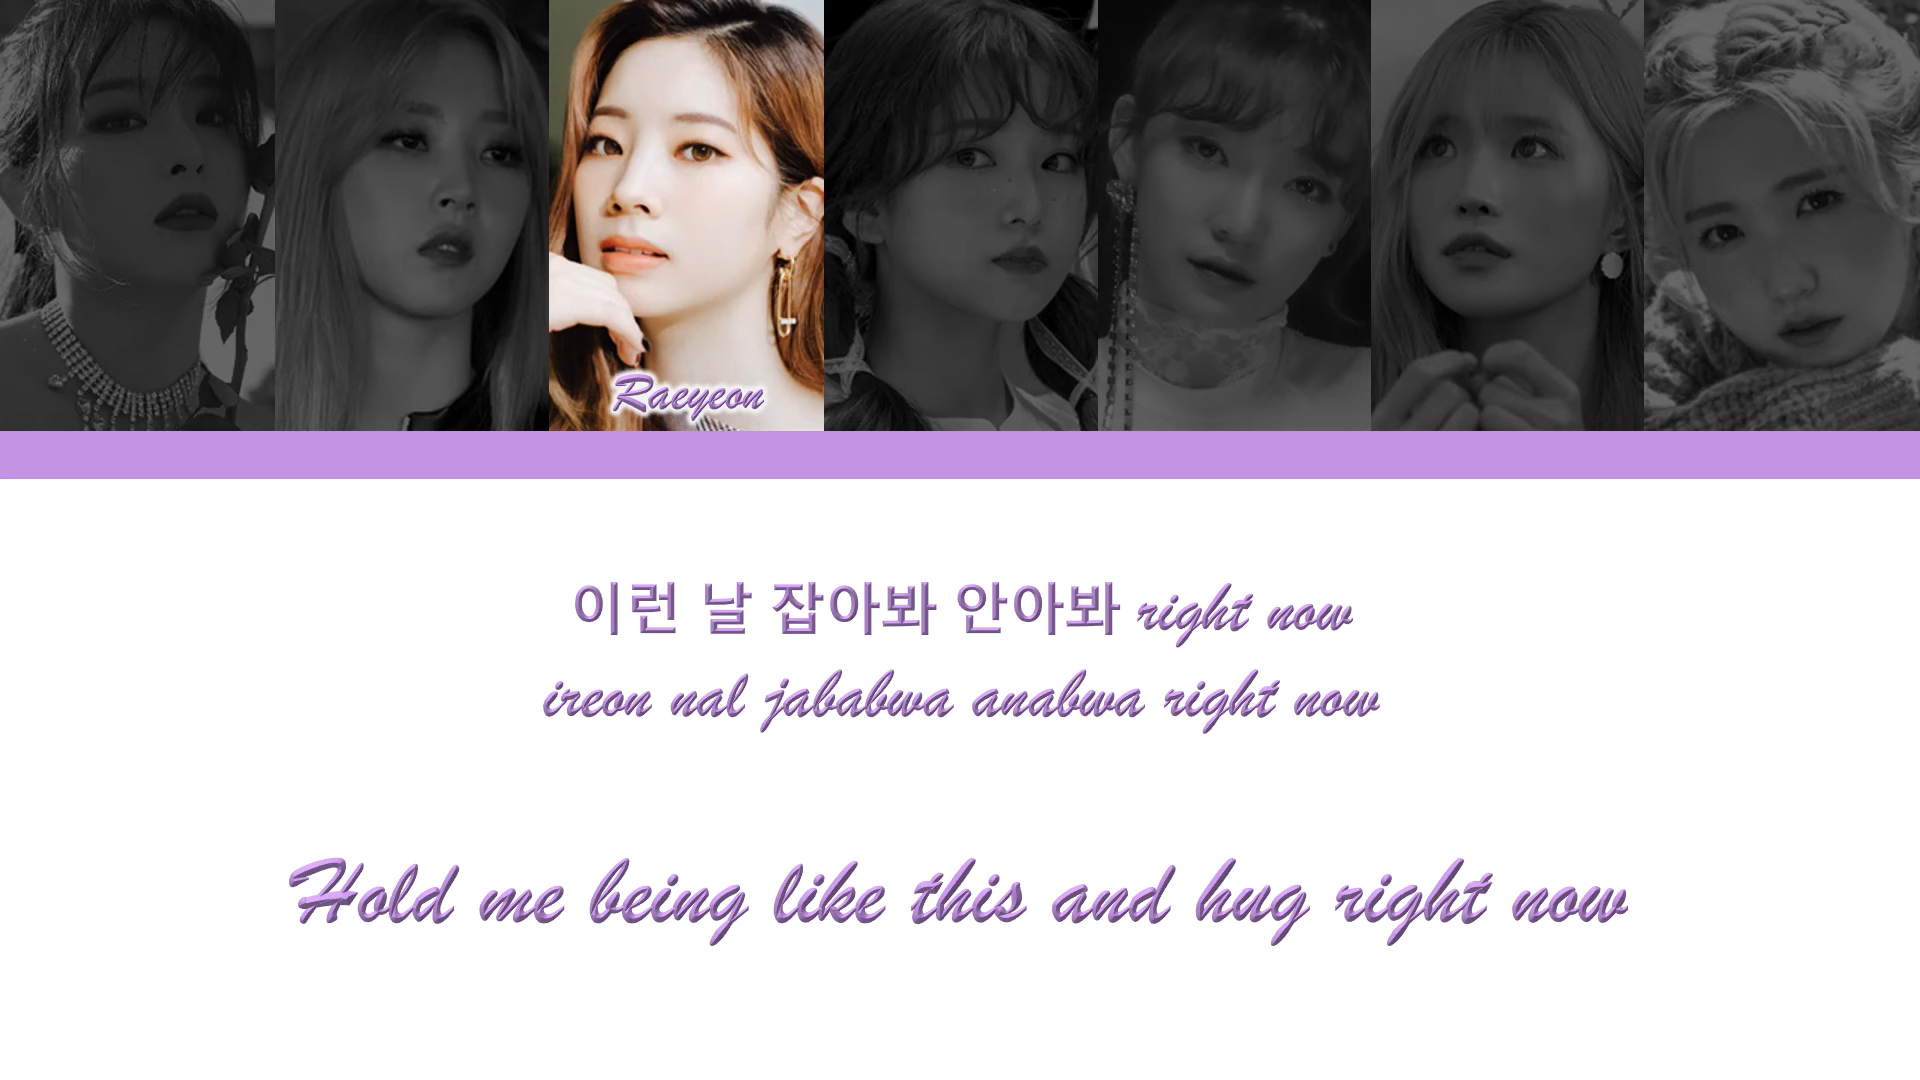 Raeyeon
이런 날 잡아봐 안아봐 right now
ireon nal jababwa anabwa right now
Hold me being like this and hug right now